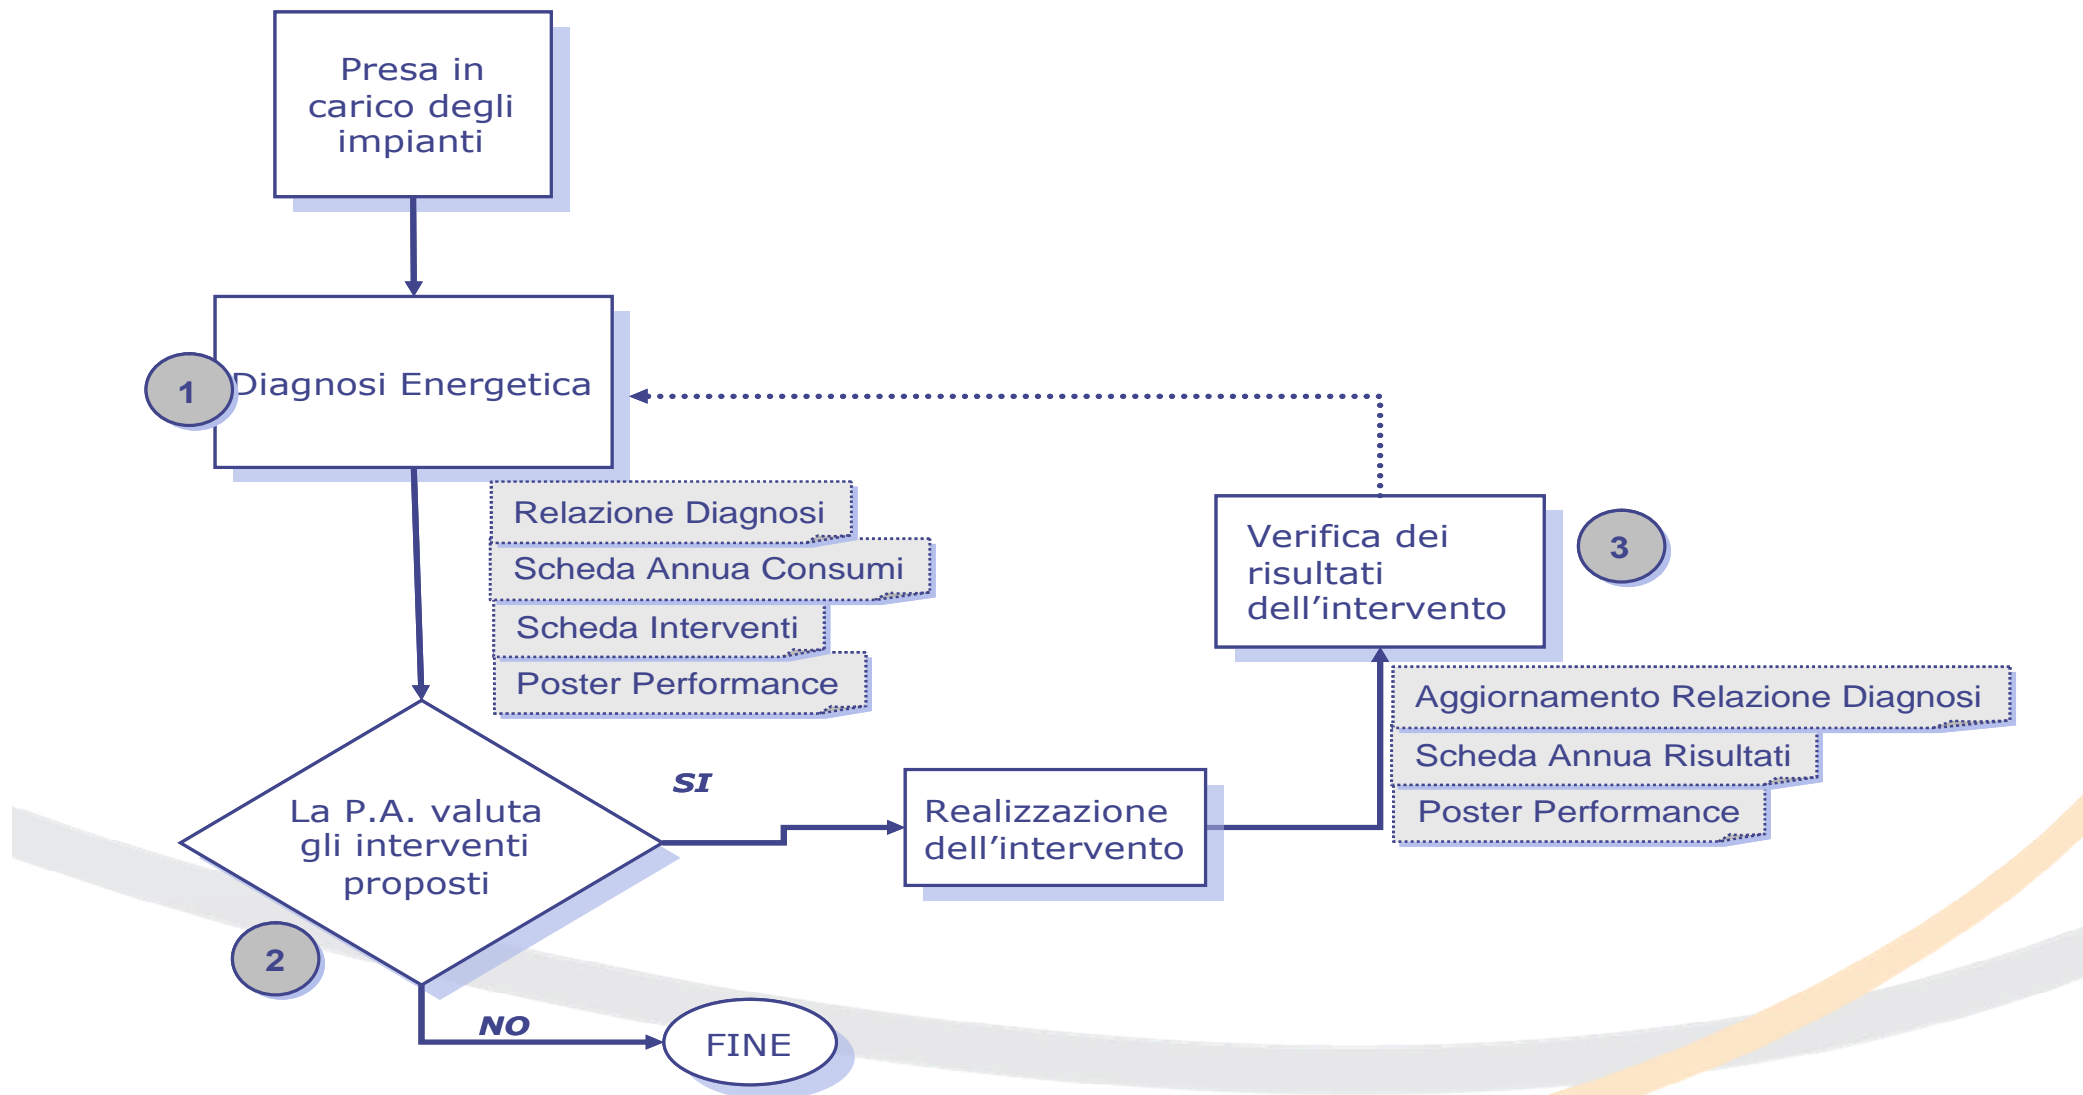 Presa in
carico degli
impianti
1
Diagnosi Energetica
Relazione Diagnosi
Scheda Annua Consumi
Scheda Interventi
Poster Performance
Verifica dei
risultati
dell’intervento
3
Aggiornamento Relazione Diagnosi
Scheda Annua Risultati
Poster Performance
La P.A. valuta
gli interventi
proposti
2
SI
Realizzazione
dell’intervento
NO
FINE